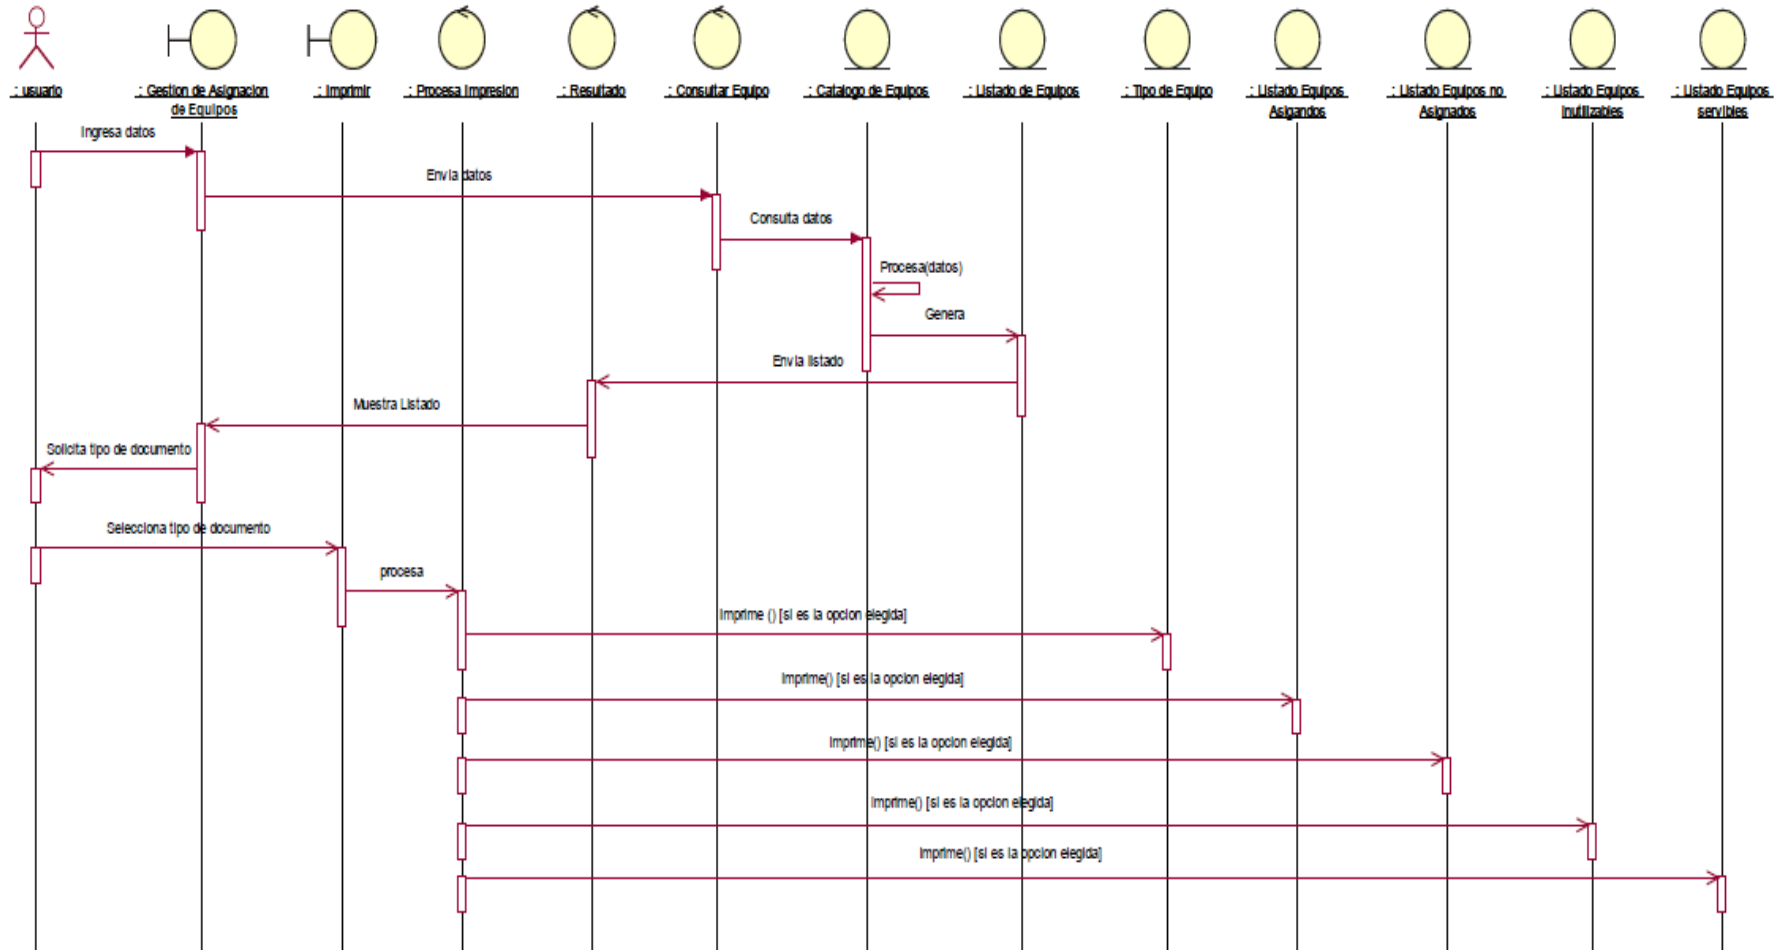 : usuario
: Gestion de Asignacion
de Equipos
: Imprimir
: Procesa Impresion
: Resultado
: Consultar Equipo
: Catalogo de Equipos
: Listado de Equipos
: Tipo de Equipo
: Listado Equipos
Asigandos
: Listado Equipos no
Asignados
: Listado Equipos
Inutilizables
: Listado Equipos
servibles
Ingresa datos
Envia datos
Consulta datos
Procesa(datos)
Genera
Envia listado
Muestra Listado
Solicita tipo de documento
Selecciona tipo de documento
procesa
Imprime () [si es la opcion elegida]
Imprime() [si es la opcion elegida]
Imprime() [si es la opcion elegida]
Imprime() [si es la opcion elegida]
Imprime() [si es la opcion elegida]